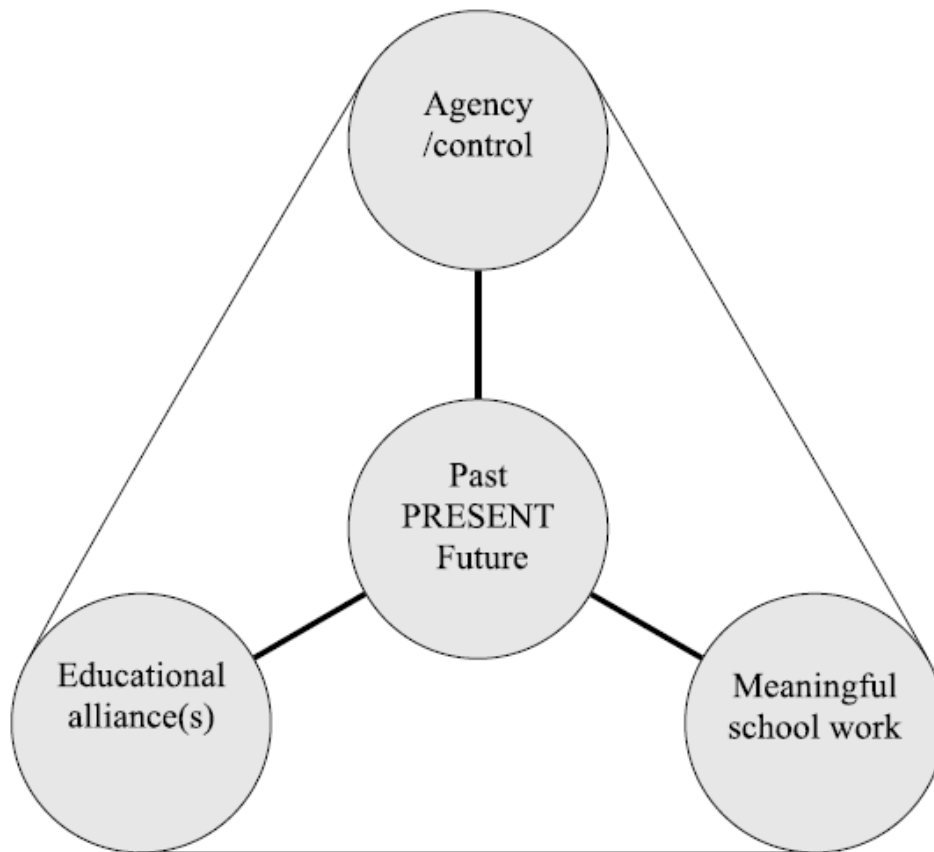 Agency
/control
Past
PRESENT
Future
Educational
alliance(s)
Meaningful
school work